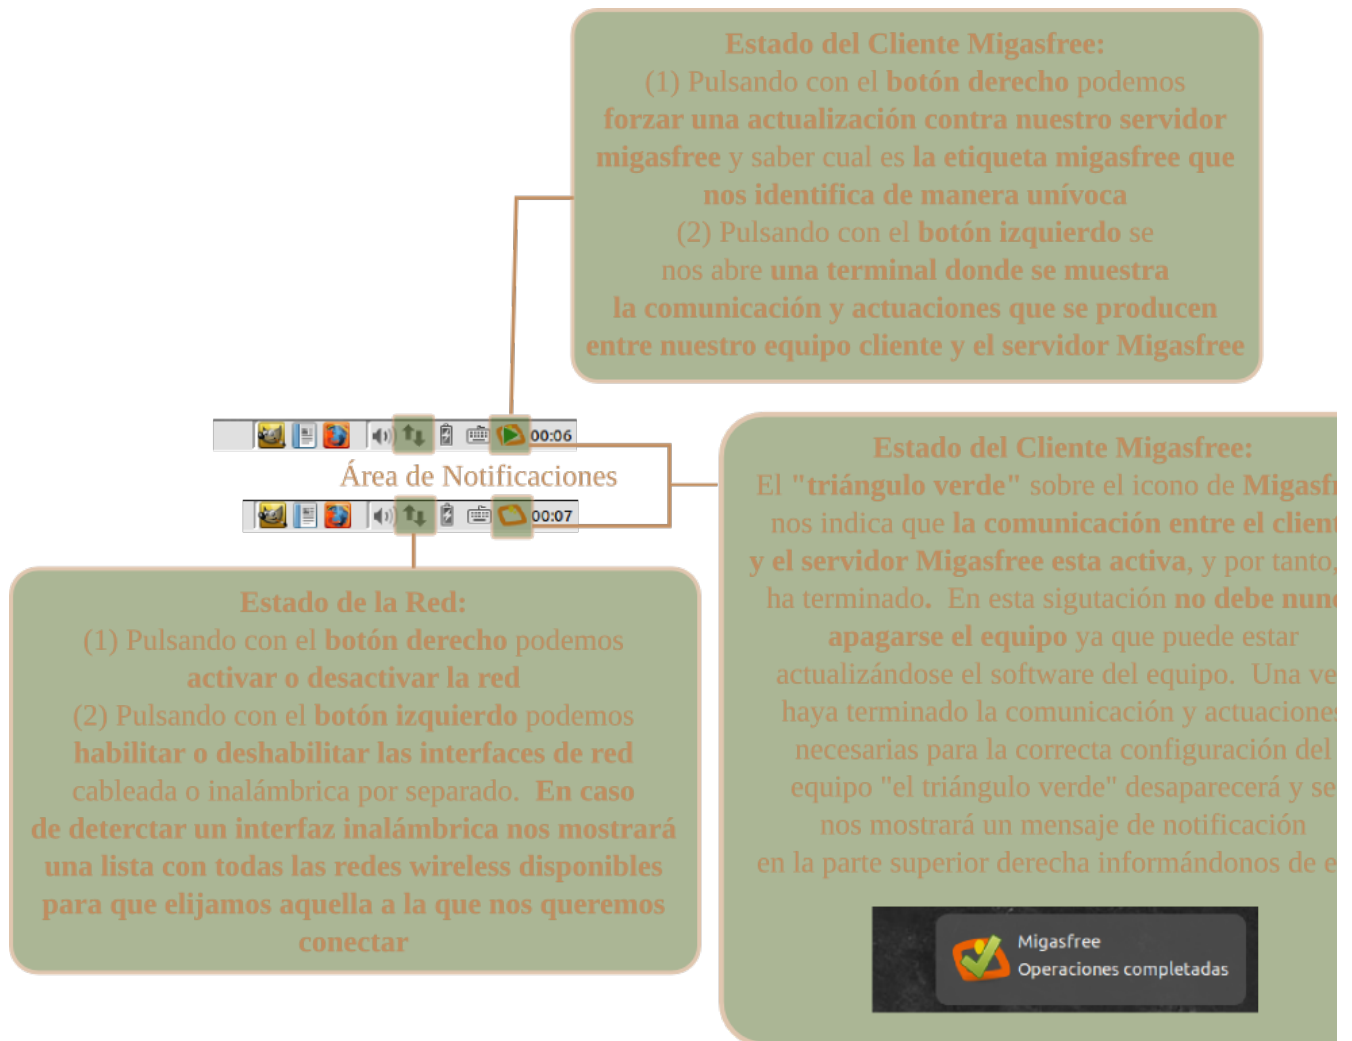 Estado del Cliente Migasfree:
(1) Pulsando con el botón derecho podemos
forzar una actualización contra nuestro servidor
migasfree y saber cual es la etiqueta migasfree que
nos identifica de manera unívoca
(2) Pulsando con el botón izquierdo se
nos abre una terminal donde se muestra
la comunicación y actuaciones que se producen
entre nuestro equipo cliente y el servidor Migasfree
00:06
Área de Notificaciones
00:07
Estado de la Red:
(1) Pulsando con el botón derecho podemos
activar o desactivar la red
(2) Pulsando con el botón izquierdo podemos
habilitar o deshabilitar las interfaces de red
cableada o inalámbrica por separado. En caso
de deterctar un interfaz inalámbrica nos mostrará
una lista con todas las redes wireless disponibles
para que elijamos aquella a la que nos queremos
conectar
Estado del Cliente Migasfree:
El "triángulo verde" sobre el icono de
nos indica que la comunicación entre el
y el servidor Migasfree esta activa, y por tanto,
ha terminado. En esta sigutación no debe
apagarse el equipo ya que puede estar
actualizándose el software del equipo. Una
haya terminado la comunicación y actuaciones
necesarias para la correcta configuración del
equipo "el triángulo verde" desaparecerá y se
nos mostrará un mensaje de notificación
en la parte superior derecha informándonos de
Migasfree
Operaciones completadas